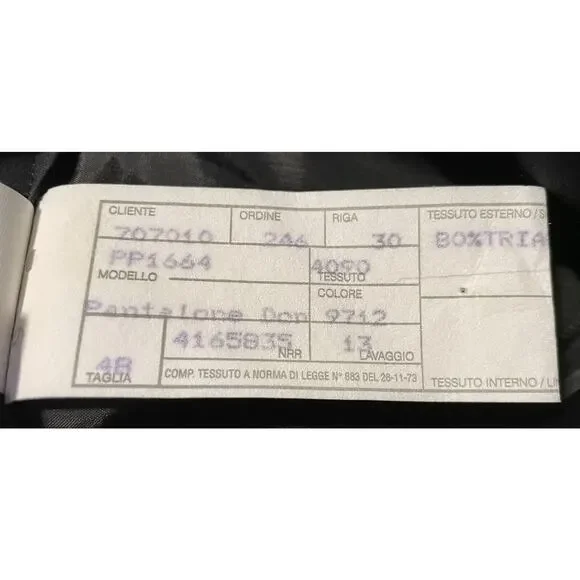 CLIENTE ORDINE RIGA TESSUTO ESTERNO / S
707010 246 30 80%TRIA
PP1664 4090
MODELLO TESSUTO
COLORE
Pantalone Don 9712
4165835 13
NRR LAVAGGIO
48
TAGLIA COMP. TESSUTO A NORMA DI LEGGE N° 883 DEL 26-11-73 TESSUTO INTERNO / LI